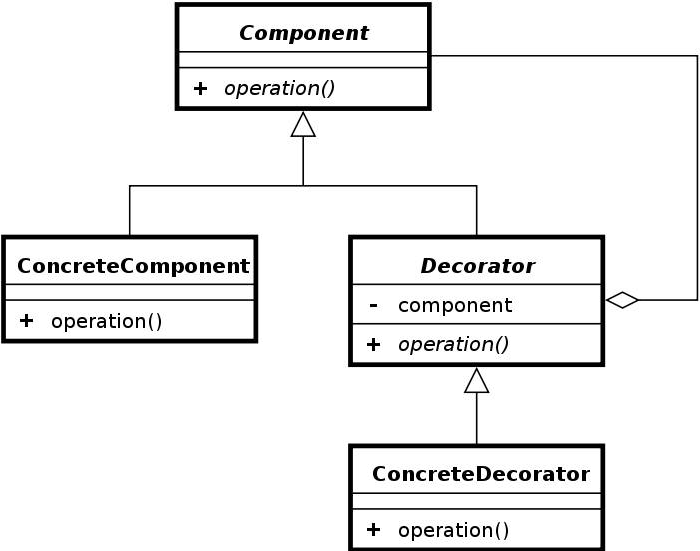 Component
+ operation()
ConcreteComponent
+ operation()
Decorator
- component
+ operation()
ConcreteDecorator
+ operation()